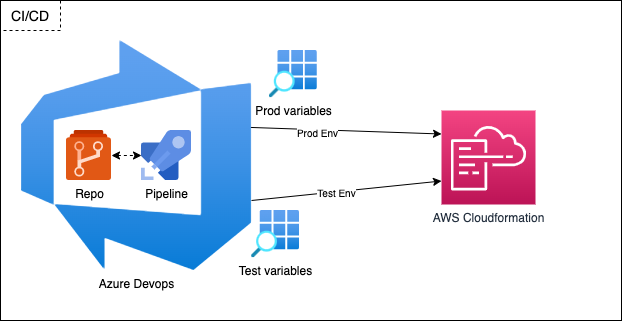 CI/CD
Prod variables
Prod Env
Repo
Pipeline
Test Env
AWS Cloudformation
Test variables
Azure Devops